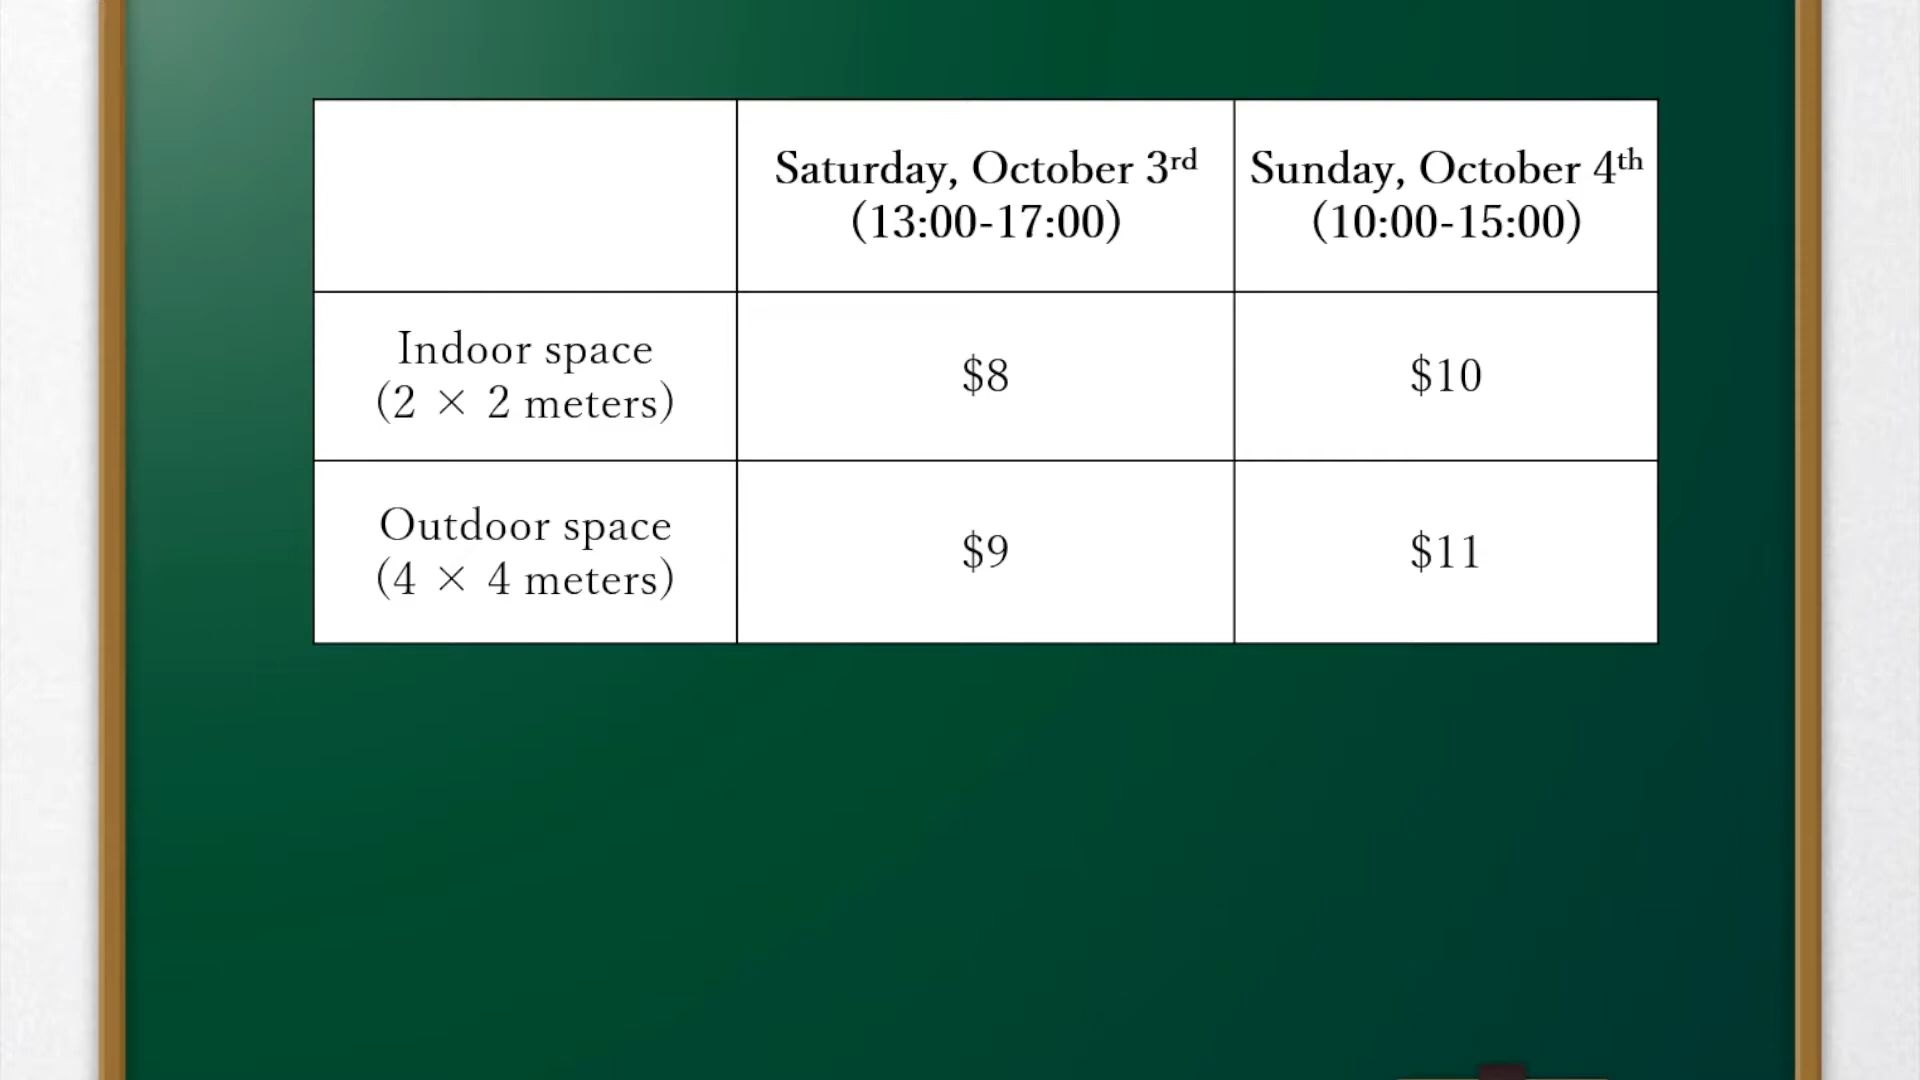 Saturday, October 3rd
(13:00-17:00)
Sunday, October 4th
(10:00-15:00)
Indoor space
(2 × 2 meters)
$8
$10
Outdoor space
(4 × 4 meters)
$9
$11